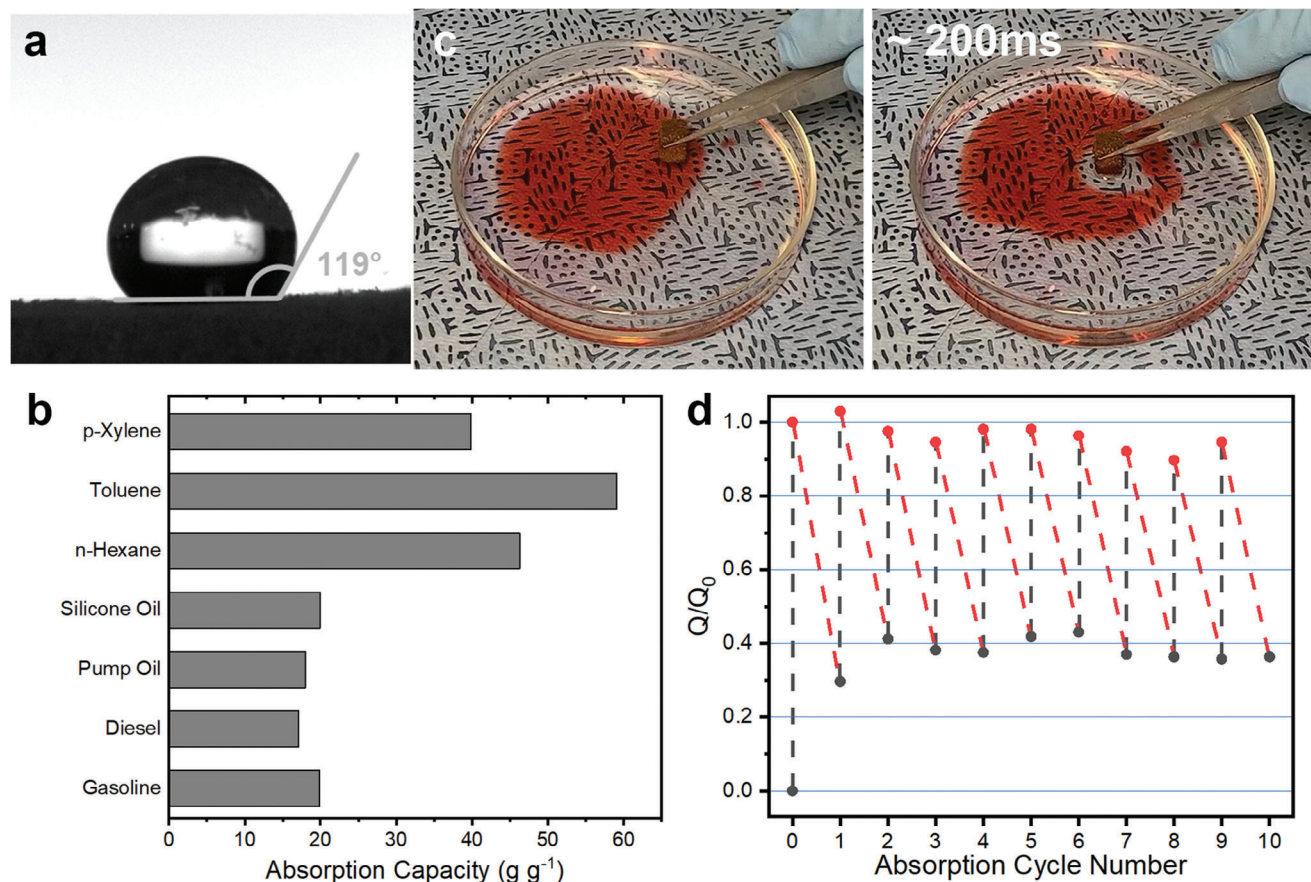 a
119°
c
~ 200ms
b
p-Xylene
Toluene
n-Hexane
Silicone Oil
Pump Oil
Diesel
Gasoline
0 10 20 30 40 50 60
Absorption Capacity (g g⁻¹)
d
Q/Q₀
1.0
0.8
0.6
0.4
0.2
0.0
0 1 2 3 4 5 6 7 8 9 10
Absorption Cycle Number